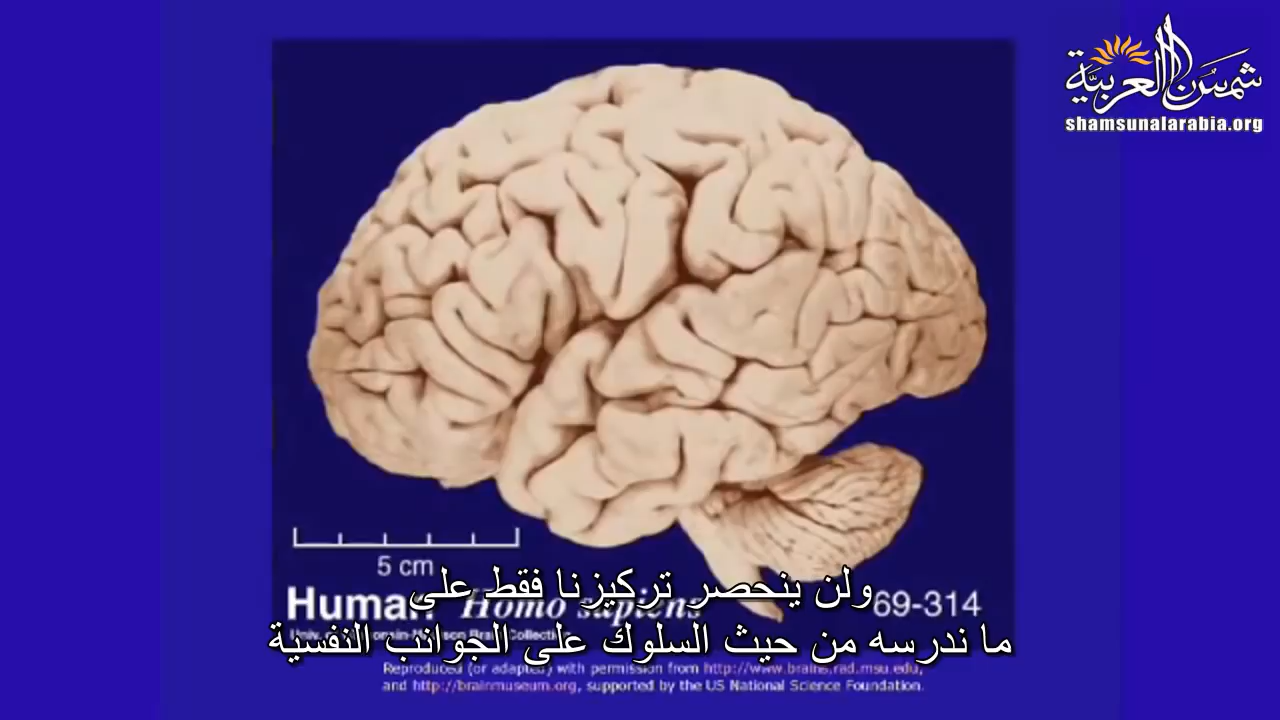 شمس العربية
shamsunalarabia.org
5 cm
Human Homo sapiens 69-314
ولن ينحصر تركيزنا فقط على
ما ندرسه من حيث السلوك على الجوانب النفسية
Reproduced (or adapted) with permission from http://www.brains.rad.msu.edu,
and http://brainmuseum.org, supported by the US National Science Foundation.